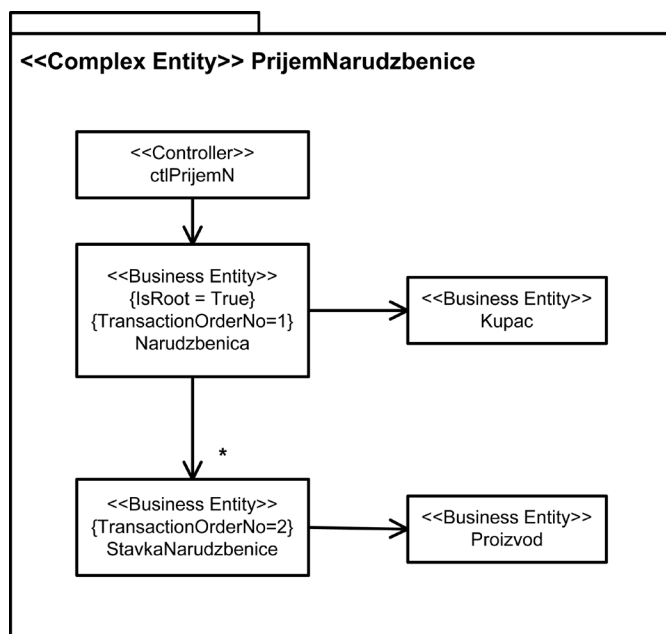 <<Complex Entity>> PrijemNarudzbenice
<<Controller>>
ctlPrijemN
<<Business Entity>>
{IsRoot = True}
{TransactionOrderNo=1}
Narudzbenica
<<Business Entity>>
Kupac
*
<<Business Entity>>
{TransactionOrderNo=2}
StavkaNarudzbenice
<<Business Entity>>
Proizvod